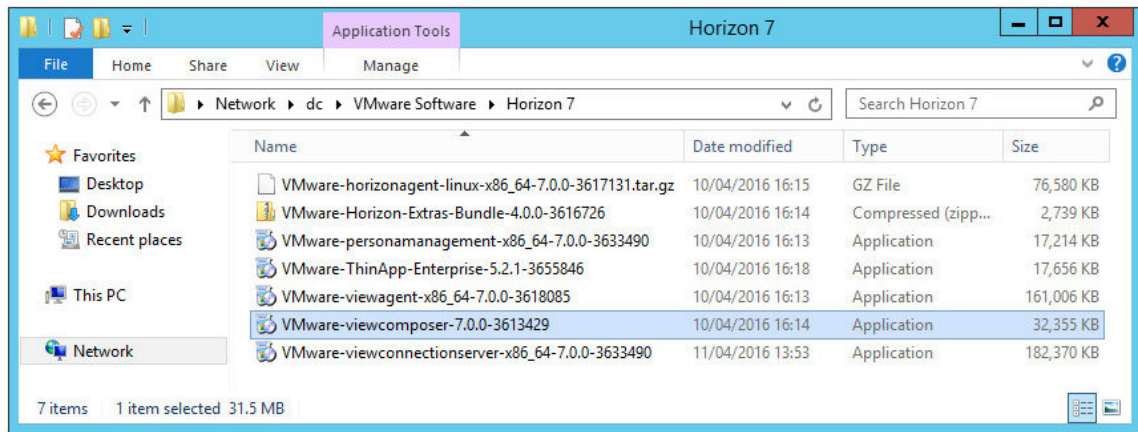 Application Tools
Horizon 7
File Home Share View Manage
Network dc VMware Software Horizon 7 Search Horizon 7
Favorites
Desktop
Downloads
Recent places
This PC
Network
Name Date modified Type Size
VMware-horizonagent-linux-x86_64-7.0.0-3617131.tar.gz 10/04/2016 16:15 GZ File 76,580 KB
VMware-Horizon-Extras-Bundle-4.0.0-3616726 10/04/2016 16:14 Compressed (zipp... 2,739 KB
VMware-personamanagement-x86_64-7.0.0-3633490 10/04/2016 16:13 Application 17,214 KB
VMware-ThinApp-Enterprise-5.2.1-3655846 10/04/2016 16:18 Application 17,656 KB
VMware-viewagent-x86_64-7.0.0-3618085 10/04/2016 16:13 Application 161,006 KB
VMware-viewcomposer-7.0.0-3613429 10/04/2016 16:14 Application 32,355 KB
VMware-viewconnectionserver-x86_64-7.0.0-3633490 11/04/2016 13:53 Application 182,370 KB
7 items 1 item selected 31.5 MB